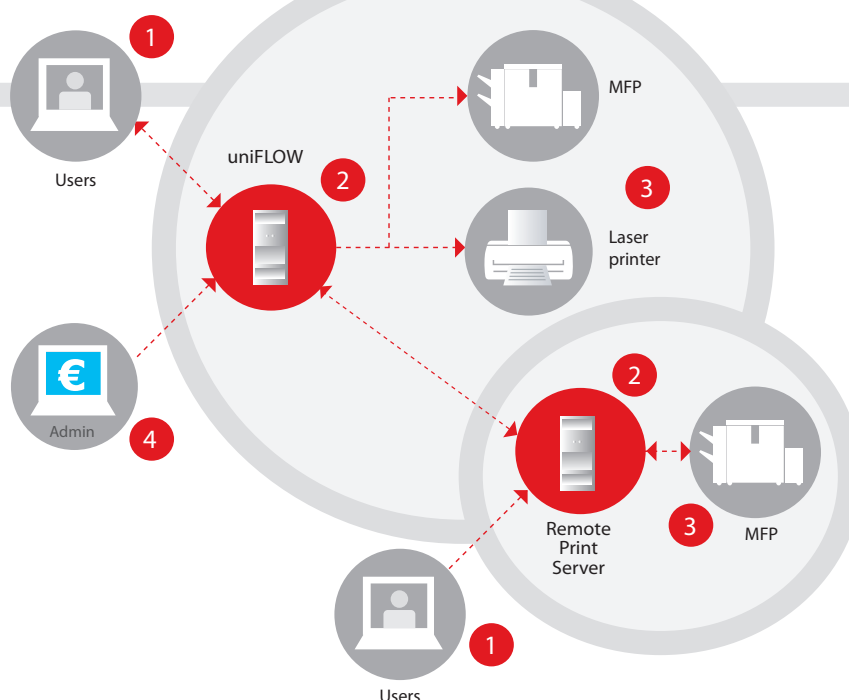 1
Users
uniFLOW
2
MFP
3
Laser
printer
€
Admin
4
2
Remote
Print
Server
3
MFP
1
Users